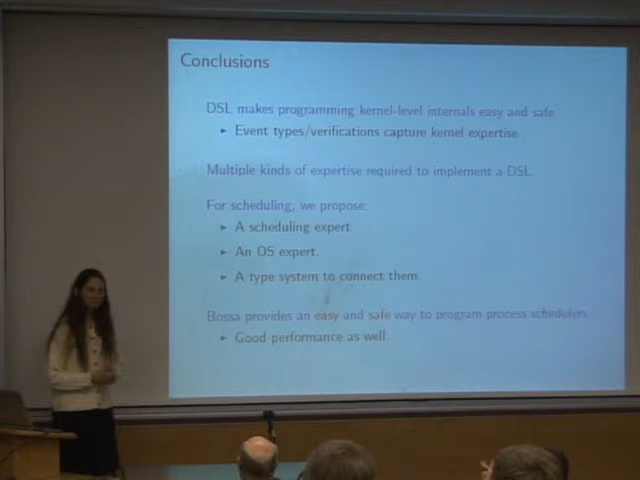 Conclusions
DSL makes programming kernel-level internals easy and safe
► Event types/verifications capture kernel expertise
Multiple kinds of expertise required to implement a DSL.
For scheduling, we propose:
► A scheduling expert
► An OS expert.
► A type system to connect them.
Bossa provides an easy and safe way to program process schedulers
► Good performance as well.